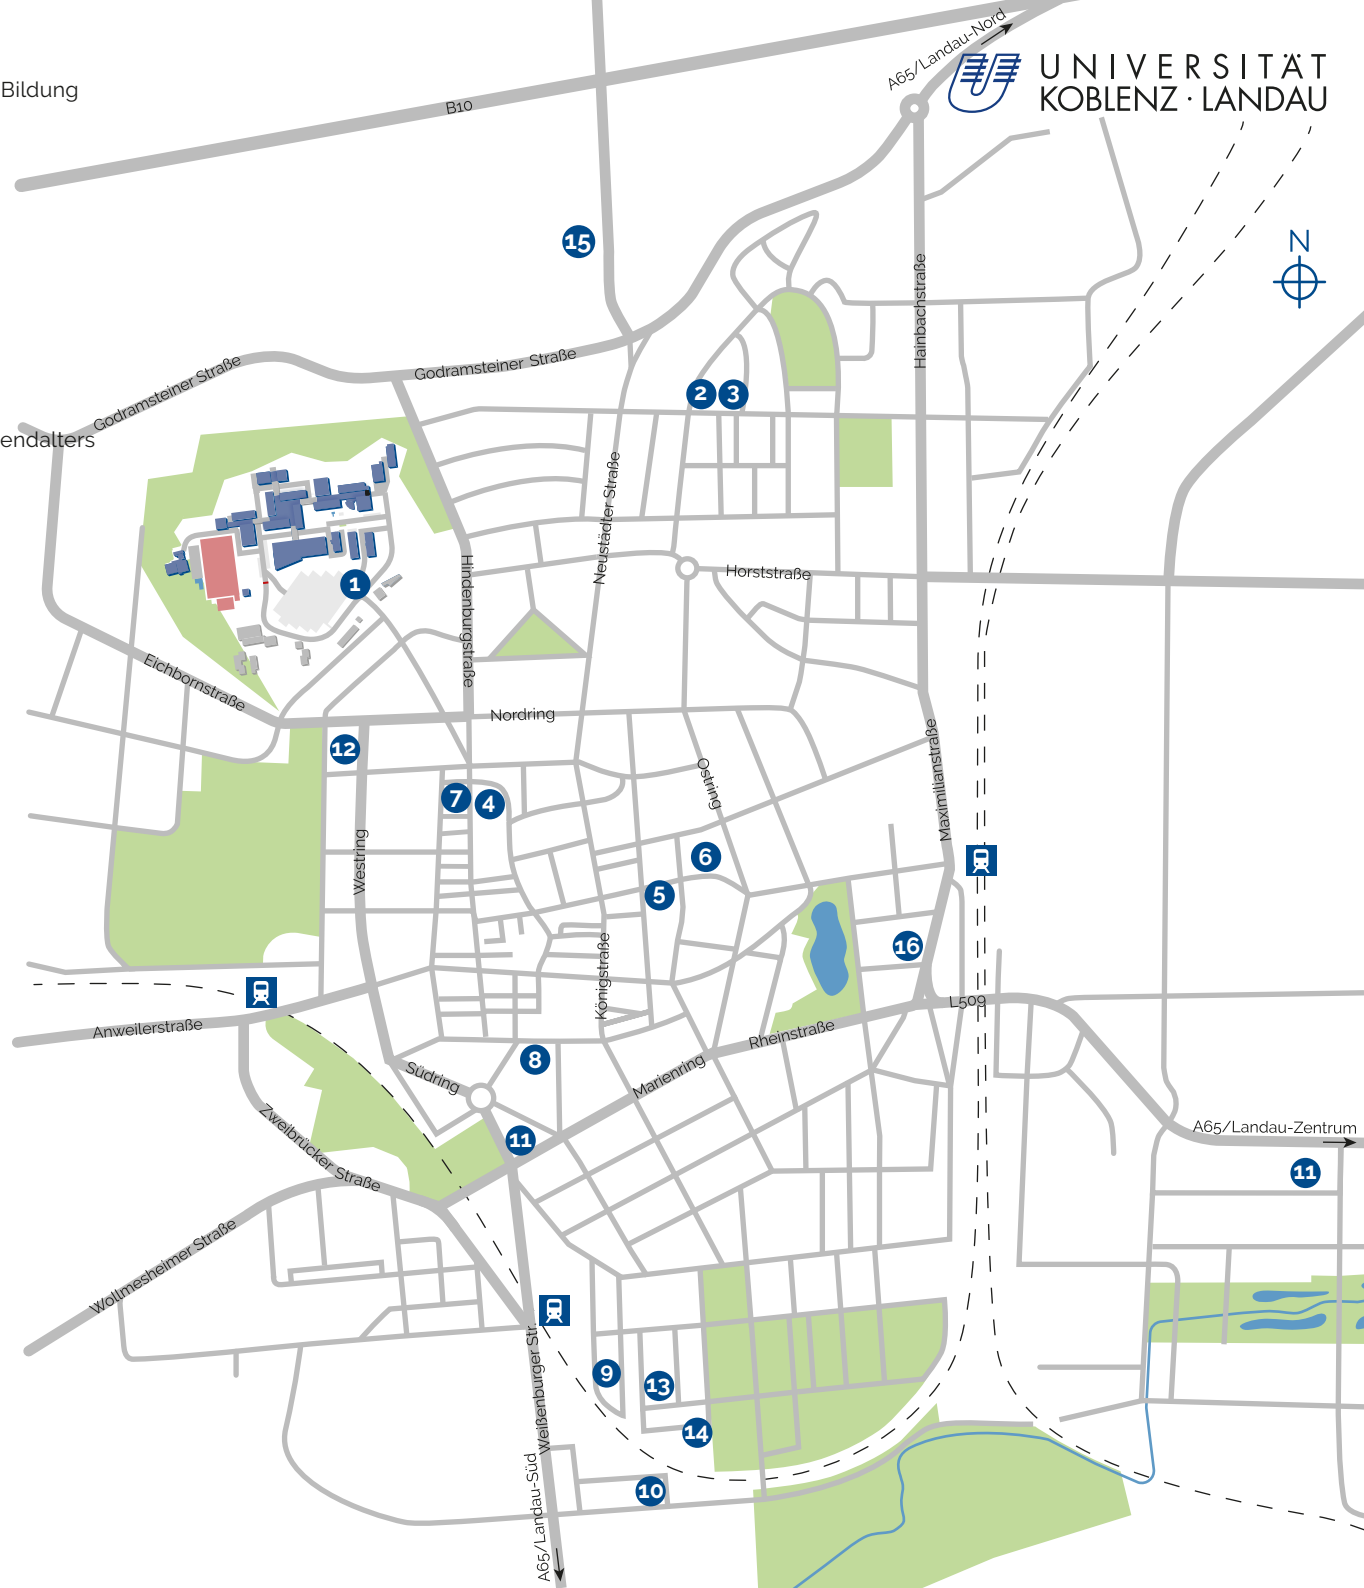 A65/Landau-Nord
UNIVERSITÄT
KOBLENZ · LANDAU
Bildung
B10
N
15
Hainbachstraße
Godramsteiner Straße
Godramsteiner Straße
2
3
endalters
Neustädter Straße
Hindenburgstraße
Horststraße
1
Eichbornstraße
Nordring
12
Ostring
Maximilianstraße
7
4
Westring
6
5
16
Königstraße
L509
Anweilerstraße
Rheinstraße
8
Südring
Marienring
Zweibrücker Straße
11
A65/Landau-Zentrum
11
Wollmesheimer Straße
Weißenburger Str.
9
13
14
A65/Landau-Süd
10